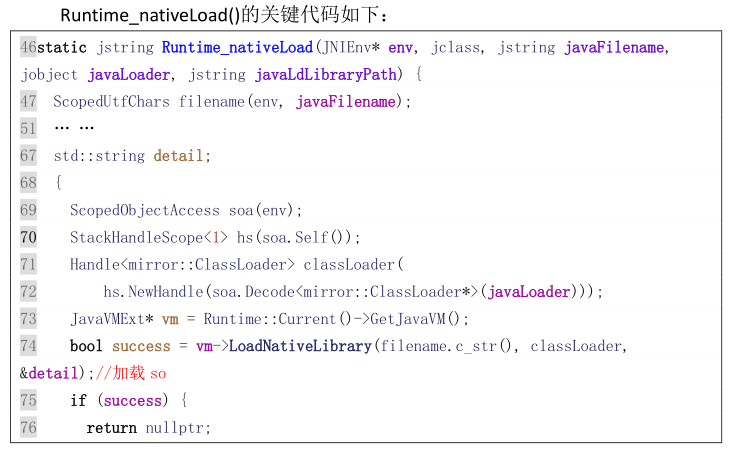 Runtime_nativeLoad()的关键代码如下：
46static jstring Runtime_nativeLoad(JNIEnv* env, jclass, jstring javaFilename,
jobject javaLoader, jstring javaLdLibraryPath) {
47  ScopedUtfChars filename(env, javaFilename);
51  … …
67  std::string detail;
68  {
69    ScopedObjectAccess soa(env);
70    StackHandleScope<1> hs(soa.Self());
71    Handle<mirror::ClassLoader> classLoader(
72        hs.NewHandle(soa.Decode<mirror::ClassLoader*>(javaLoader)));
73    JavaVMExt* vm = Runtime::Current()->GetJavaVM();
74    bool success = vm->LoadNativeLibrary(filename.c_str(), classLoader,
&detail);//加载 so
75    if (success) {
76      return nullptr;